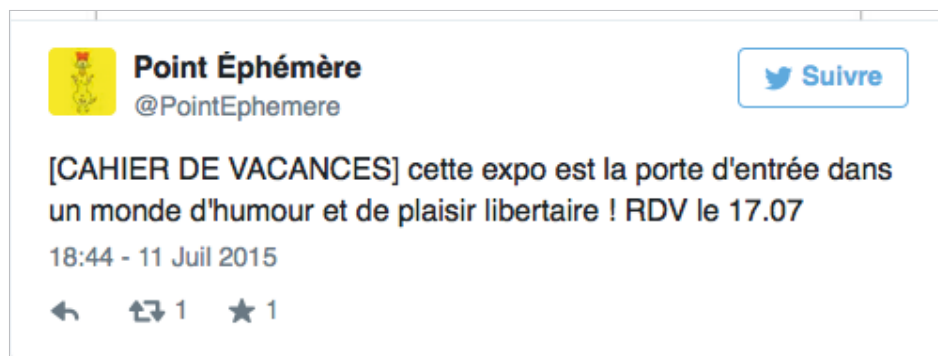 Point Éphémère
@PointEphemere
Suivre
[CAHIER DE VACANCES] cette expo est la porte d'entrée dans
un monde d'humour et de plaisir libertaire ! RDV le 17.07
18:44 - 11 Juil 2015
1 1